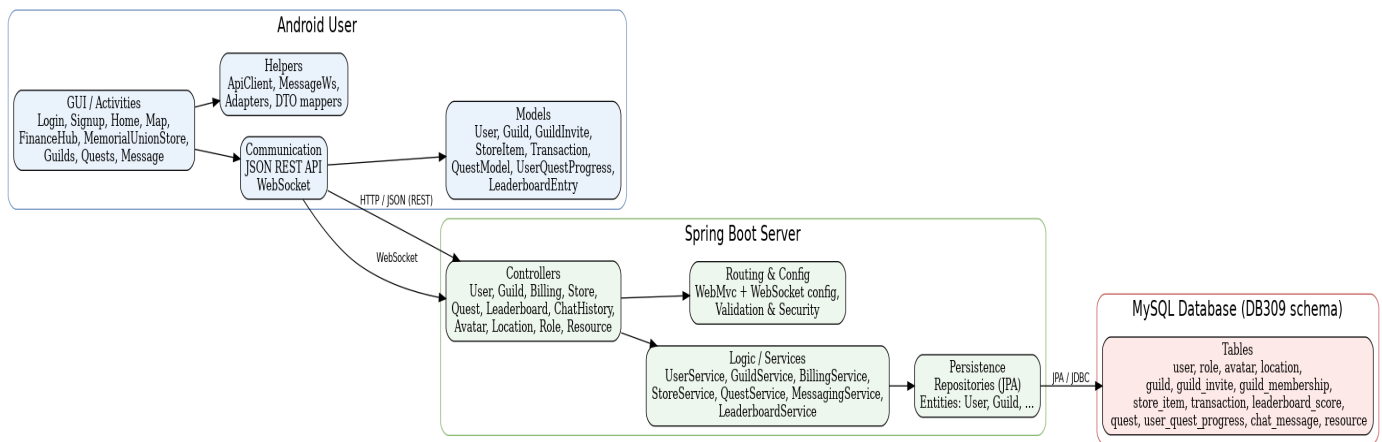 Android User
Helpers
ApiClient, MessageWs,
Adapters, DTO mappers
GUI / Activities
Login, Signup, Home, Map,
FinanceHub, MemorialUnionStore,
Guilds, Quests, Message
Communication
JSON REST API
WebSocket
Models
User, Guild, GuildInvite,
StoreItem, Transaction,
QuestModel, UserQuestProgress,
LeaderboardEntry
HTTP / JSON (REST)
WebSocket
Spring Boot Server
Controllers
User, Guild, Billing, Store,
Quest, Leaderboard, ChatHistory,
Avatar, Location, Role, Resource
Routing & Config
WebMvc + WebSocket config,
Validation & Security
Logic / Services
UserService, GuildService, BillingService,
StoreService, QuestService, MessagingService,
LeaderboardService
Persistence
Repositories (JPA)
Entities: User, Guild, ...
JPA / JDBC
MySQL Database (DB309 schema)
Tables
user, role, avatar, location,
guild, guild_invite, guild_membership,
store_item, transaction, leaderboard_score,
quest, user_quest_progress, chat_message, resource